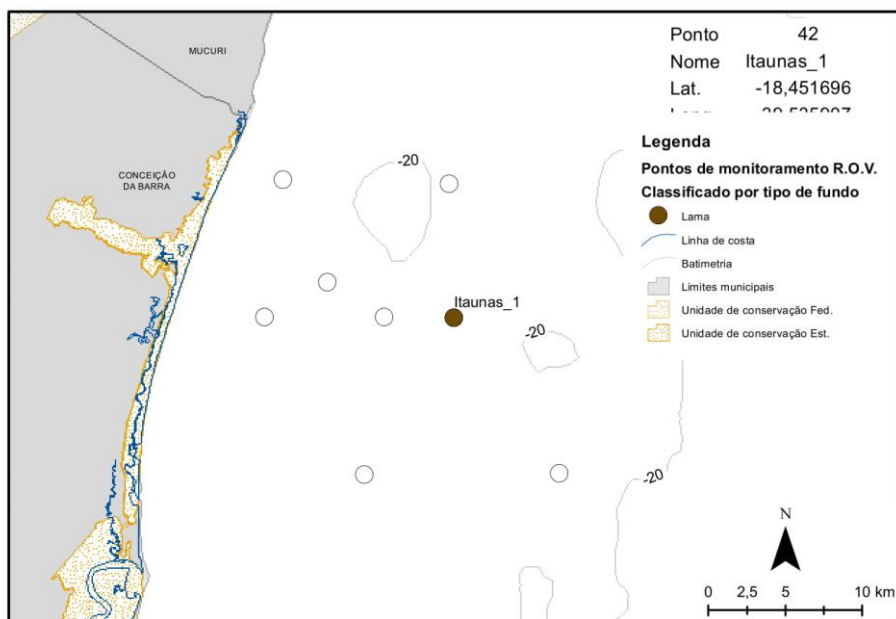 MUCURI
CONCEIÇÃO
DA BARRA
-20
Itaunas_1
-20
-20
Ponto 42
Nome Itaunas_1
Lat. -18,451696
Legenda
Pontos de monitoramento R.O.V.
Classificado por tipo de fundo
Lama
Linha de costa
Batimetria
Limites municipais
Unidade de conservação Fed.
Unidade de conservação Est.
N
0 2,5 5 10 km